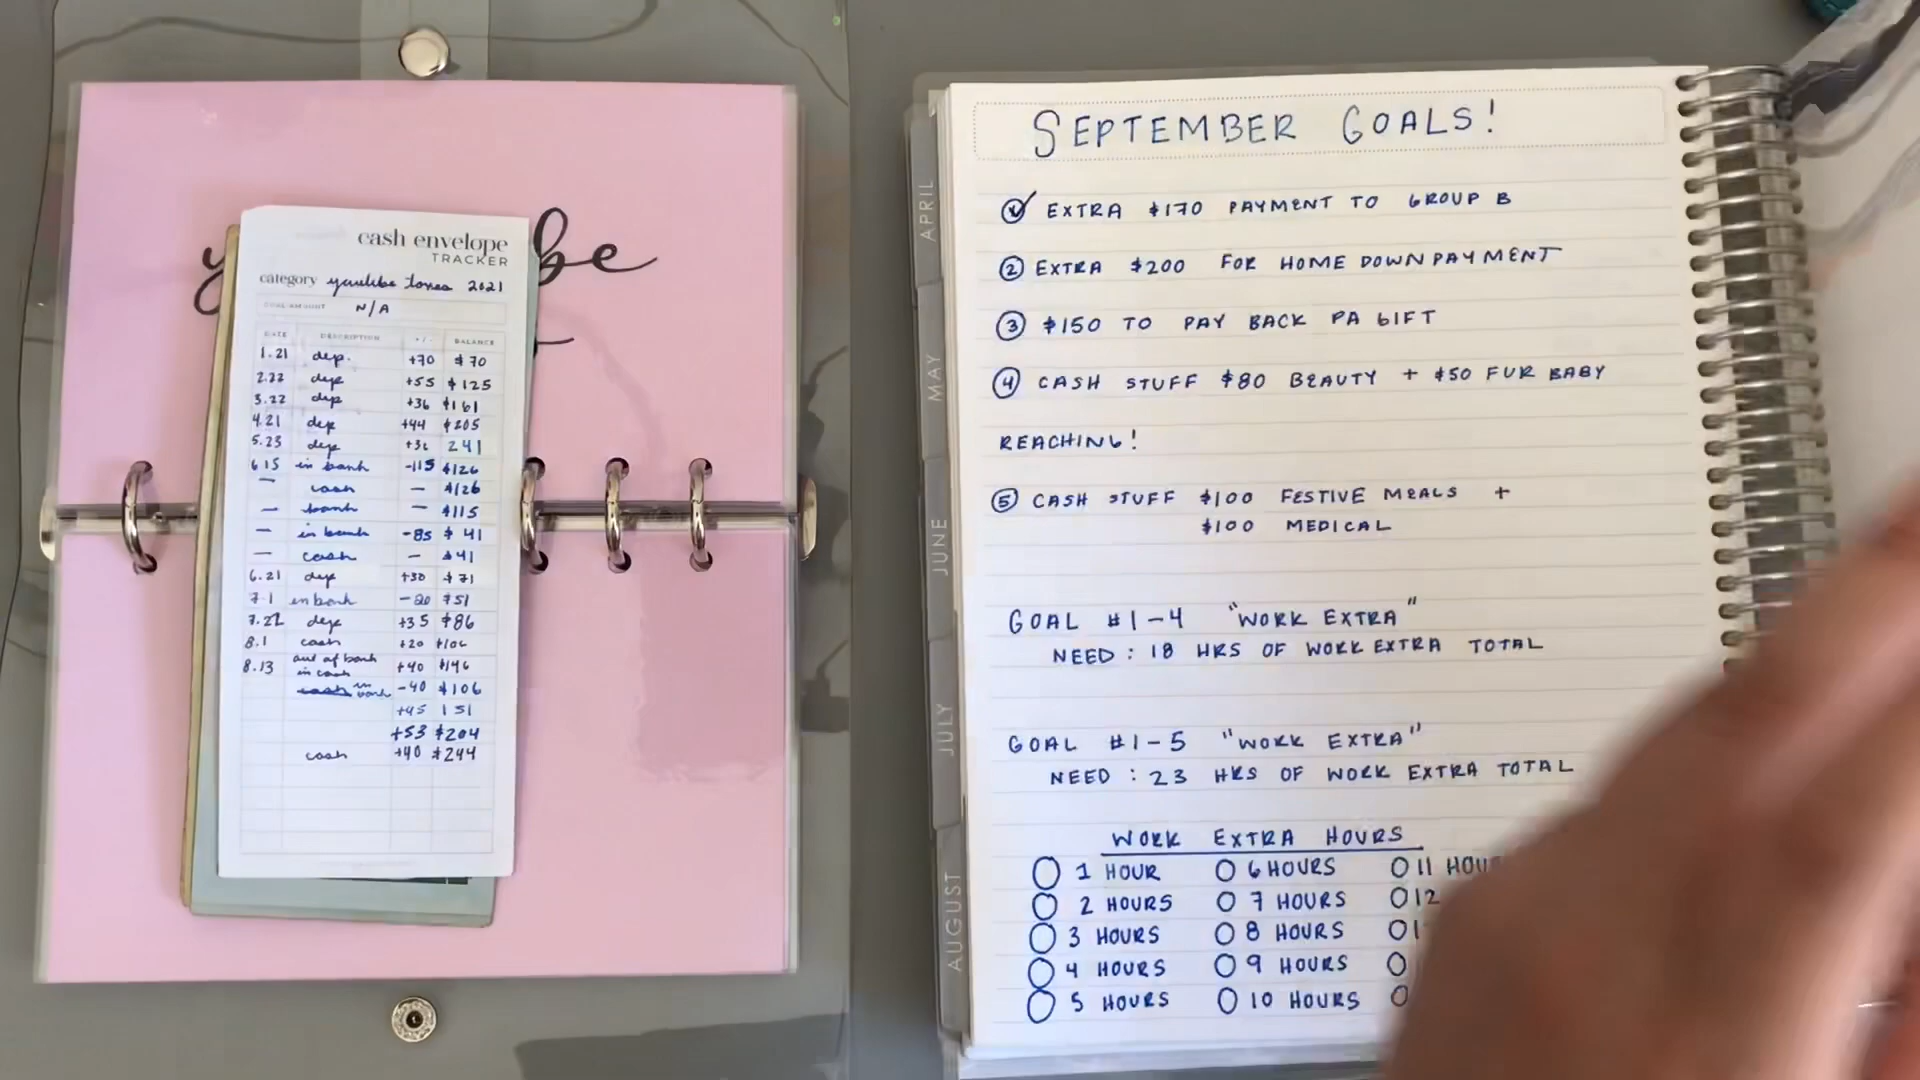 be
cash envelope
TRACKER
category youtube taxes 2021
GOAL AMOUNT N/A
DATE DESCRIPTION +/- BALANCE
1.21 dep. +70 $70
2.22 dep +55 $125
3.22 dep +36 $161
4.21 dep +44 $205
5.23 dep +36 241
6.15 in bank -115 $126
— cash — $126
— bank — $115
— in bank -85 $41
— cash — $41
6.21 dep +30 $71
7.1 in bank -20 $51
7.22 dep +35 $86
8.1 cash +20 $106
8.13 out of bank in cash +40 $146
in bank -40 $106
+45 151
+53 $204
cash +40 $244
APRIL
MAY
JUNE
JULY
AUGUST
SEPTEMBER GOALS!
EXTRA $170 PAYMENT TO GROUP B
2 EXTRA $200 FOR HOME DOWNPAYMENT
3 $150 TO PAY BACK PA GIFT
4 CASH STUFF $80 BEAUTY + $50 FUR BABY
REACHING!
5 CASH STUFF $100 FESTIVE MEALS +
$100 MEDICAL
GOAL #1-4 "WORK EXTRA"
NEED: 18 HRS OF WORK EXTRA TOTAL
GOAL #1-5 "WORK EXTRA"
NEED: 23 HRS OF WORK EXTRA TOTAL
WORK EXTRA HOURS
1 HOUR 6 HOURS 11 HOU
2 HOURS 7 HOURS 12
3 HOURS 8 HOURS 1
4 HOURS 9 HOURS
5 HOURS 10 HOURS